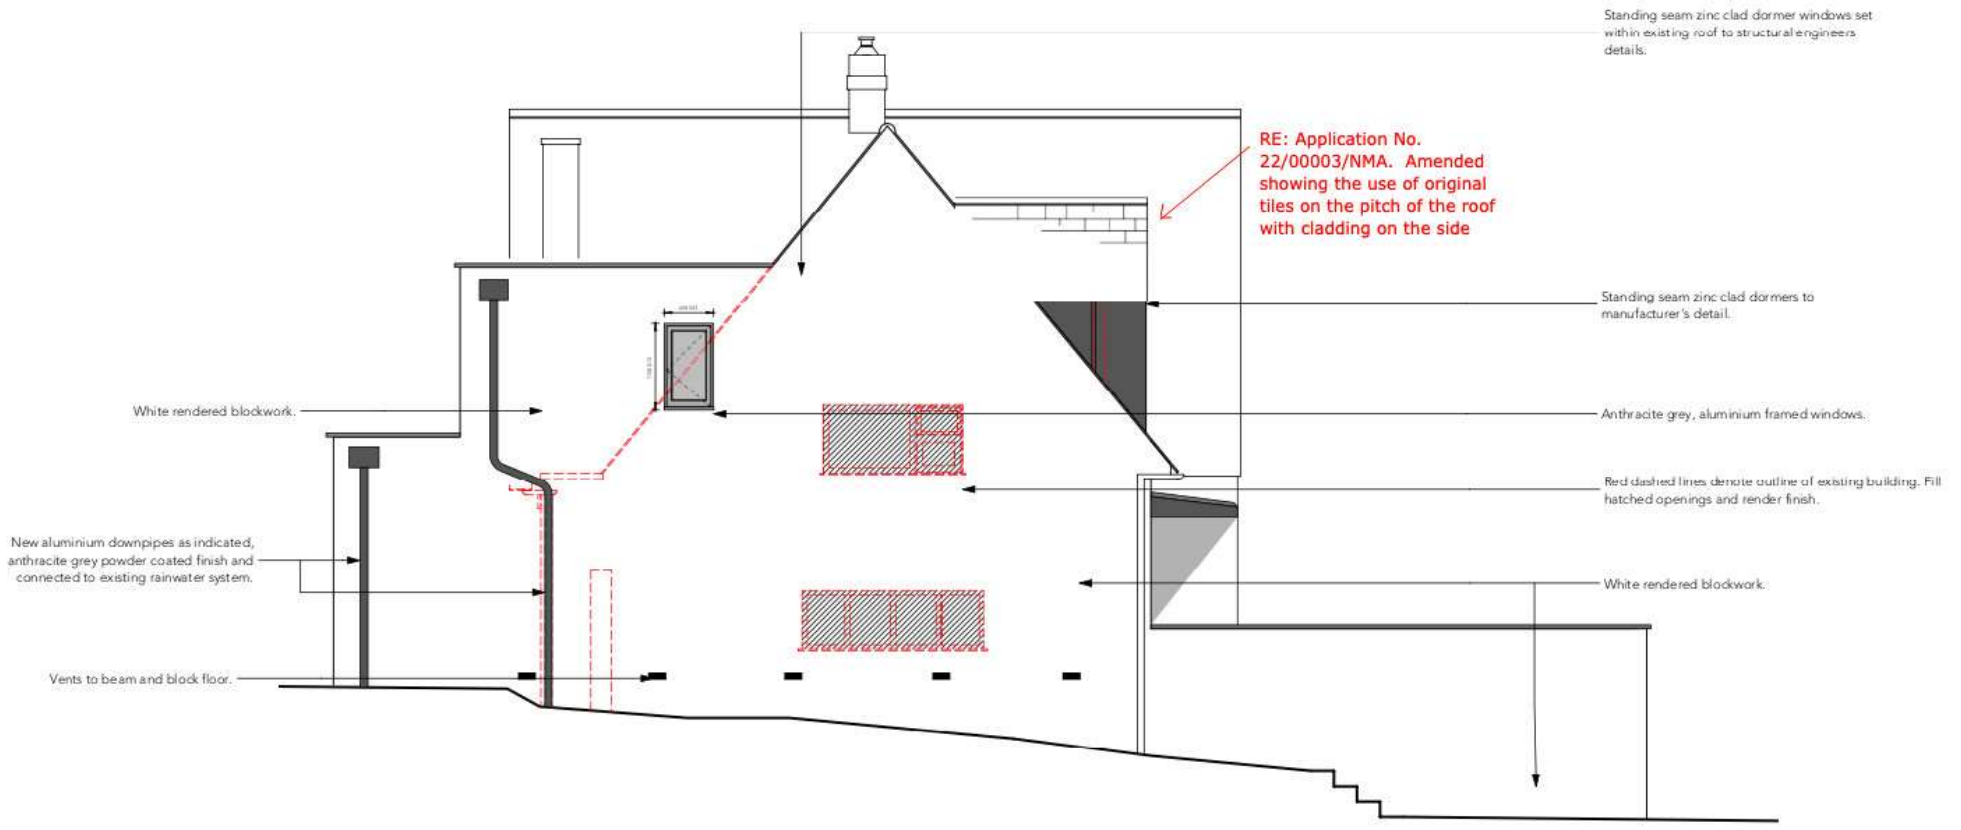 Standing seam zinc clad dormer windows set
within existing roof to structural engineers
details.
RE: Application No.
22/00003/NMA. Amended
showing the use of original
tiles on the pitch of the roof
with cladding on the side
Standing seam zinc clad dormers to
manufacturer's detail.
White rendered blockwork.
Anthracite grey, aluminium framed windows.
Red dashed lines denote outline of existing building. Fill
hatched openings and render finish.
New aluminium downpipes as indicated,
anthracite grey powder coated finish and
connected to existing rainwater system.
White rendered blockwork.
Vents to beam and block floor.